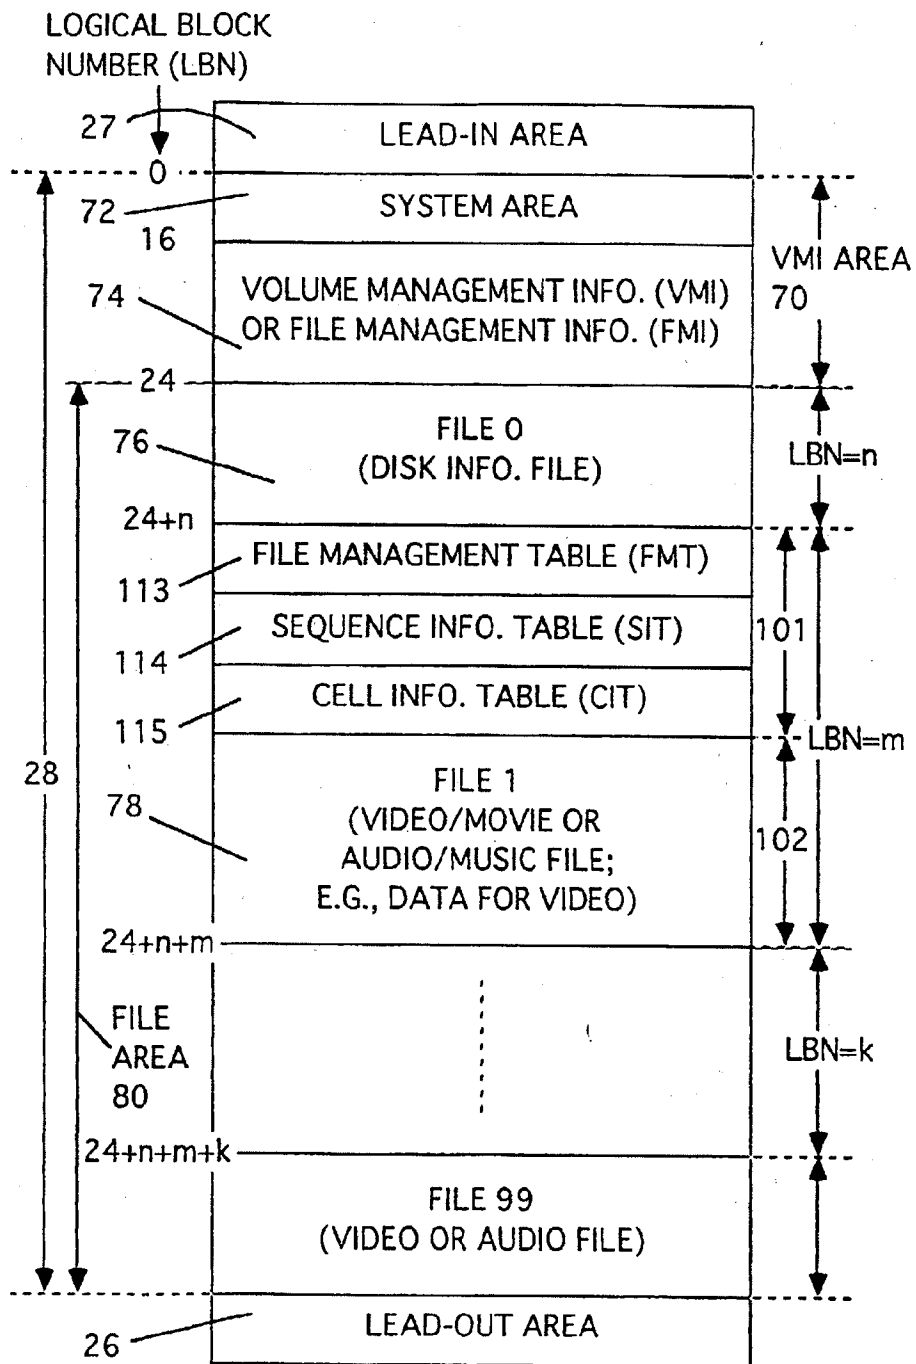 LOGICAL BLOCK
NUMBER (LBN)
27
LEAD-IN AREA
0
72
SYSTEM AREA
16
VMI AREA
70
74
VOLUME MANAGEMENT INFO. (VMI)
OR FILE MANAGEMENT INFO. (FMI)
24
76
FILE 0
(DISK INFO. FILE)
LBN=n
24+n
FILE MANAGEMENT TABLE (FMT)
113
SEQUENCE INFO. TABLE (SIT)
101
114
CELL INFO. TABLE (CIT)
115
LBN=m
28
78
FILE 1
(VIDEO/MOVIE OR
AUDIO/MUSIC FILE;
E.G., DATA FOR VIDEO)
102
24+n+m
FILE
AREA
80
LBN=k
24+n+m+k
FILE 99
(VIDEO OR AUDIO FILE)
LEAD-OUT AREA
26